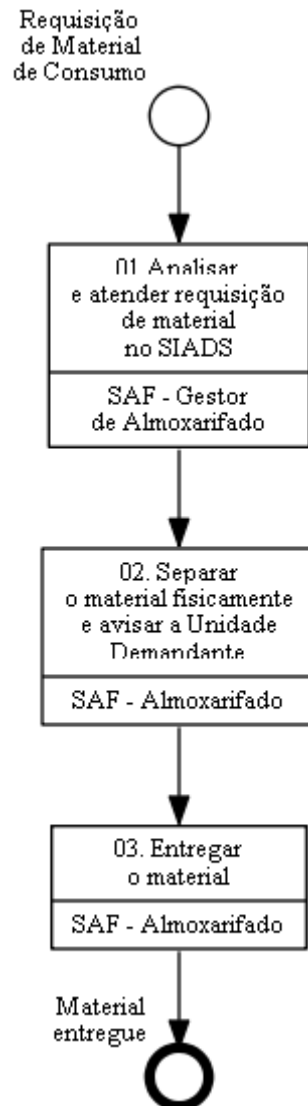 Requisição
de Material
de Consumo
01. Analisar
e atender requisição
de material
no SIADS
SAF - Gestor
de Almoxarifado
02. Separar
o material fisicamente
e avisar a Unidade
Demandante
SAF - Almoxarifado
03. Entregar
o material
SAF - Almoxarifado
Material
entregue